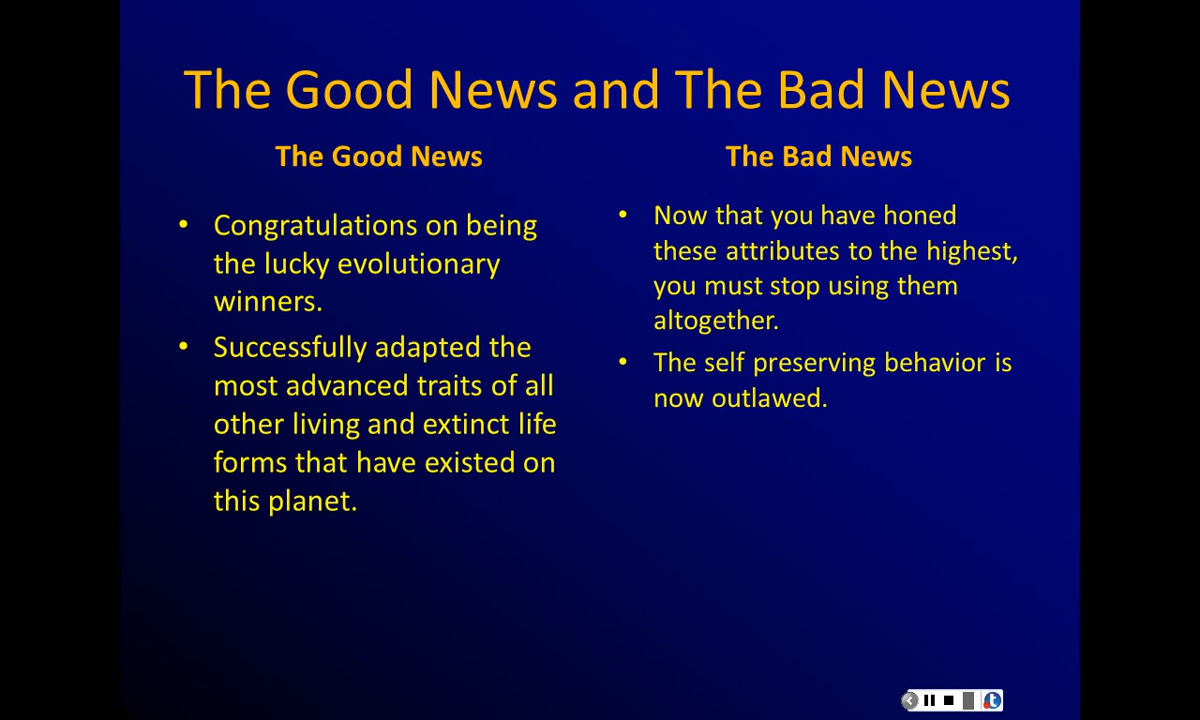 The Good News and The Bad News
The Good News
• Congratulations on being
the lucky evolutionary
winners.
• Successfully adapted the
most advanced traits of all
other living and extinct life
forms that have existed on
this planet.
The Bad News
• Now that you have honed
these attributes to the highest,
you must stop using them
altogether.
• The self preserving behavior is
now outlawed.